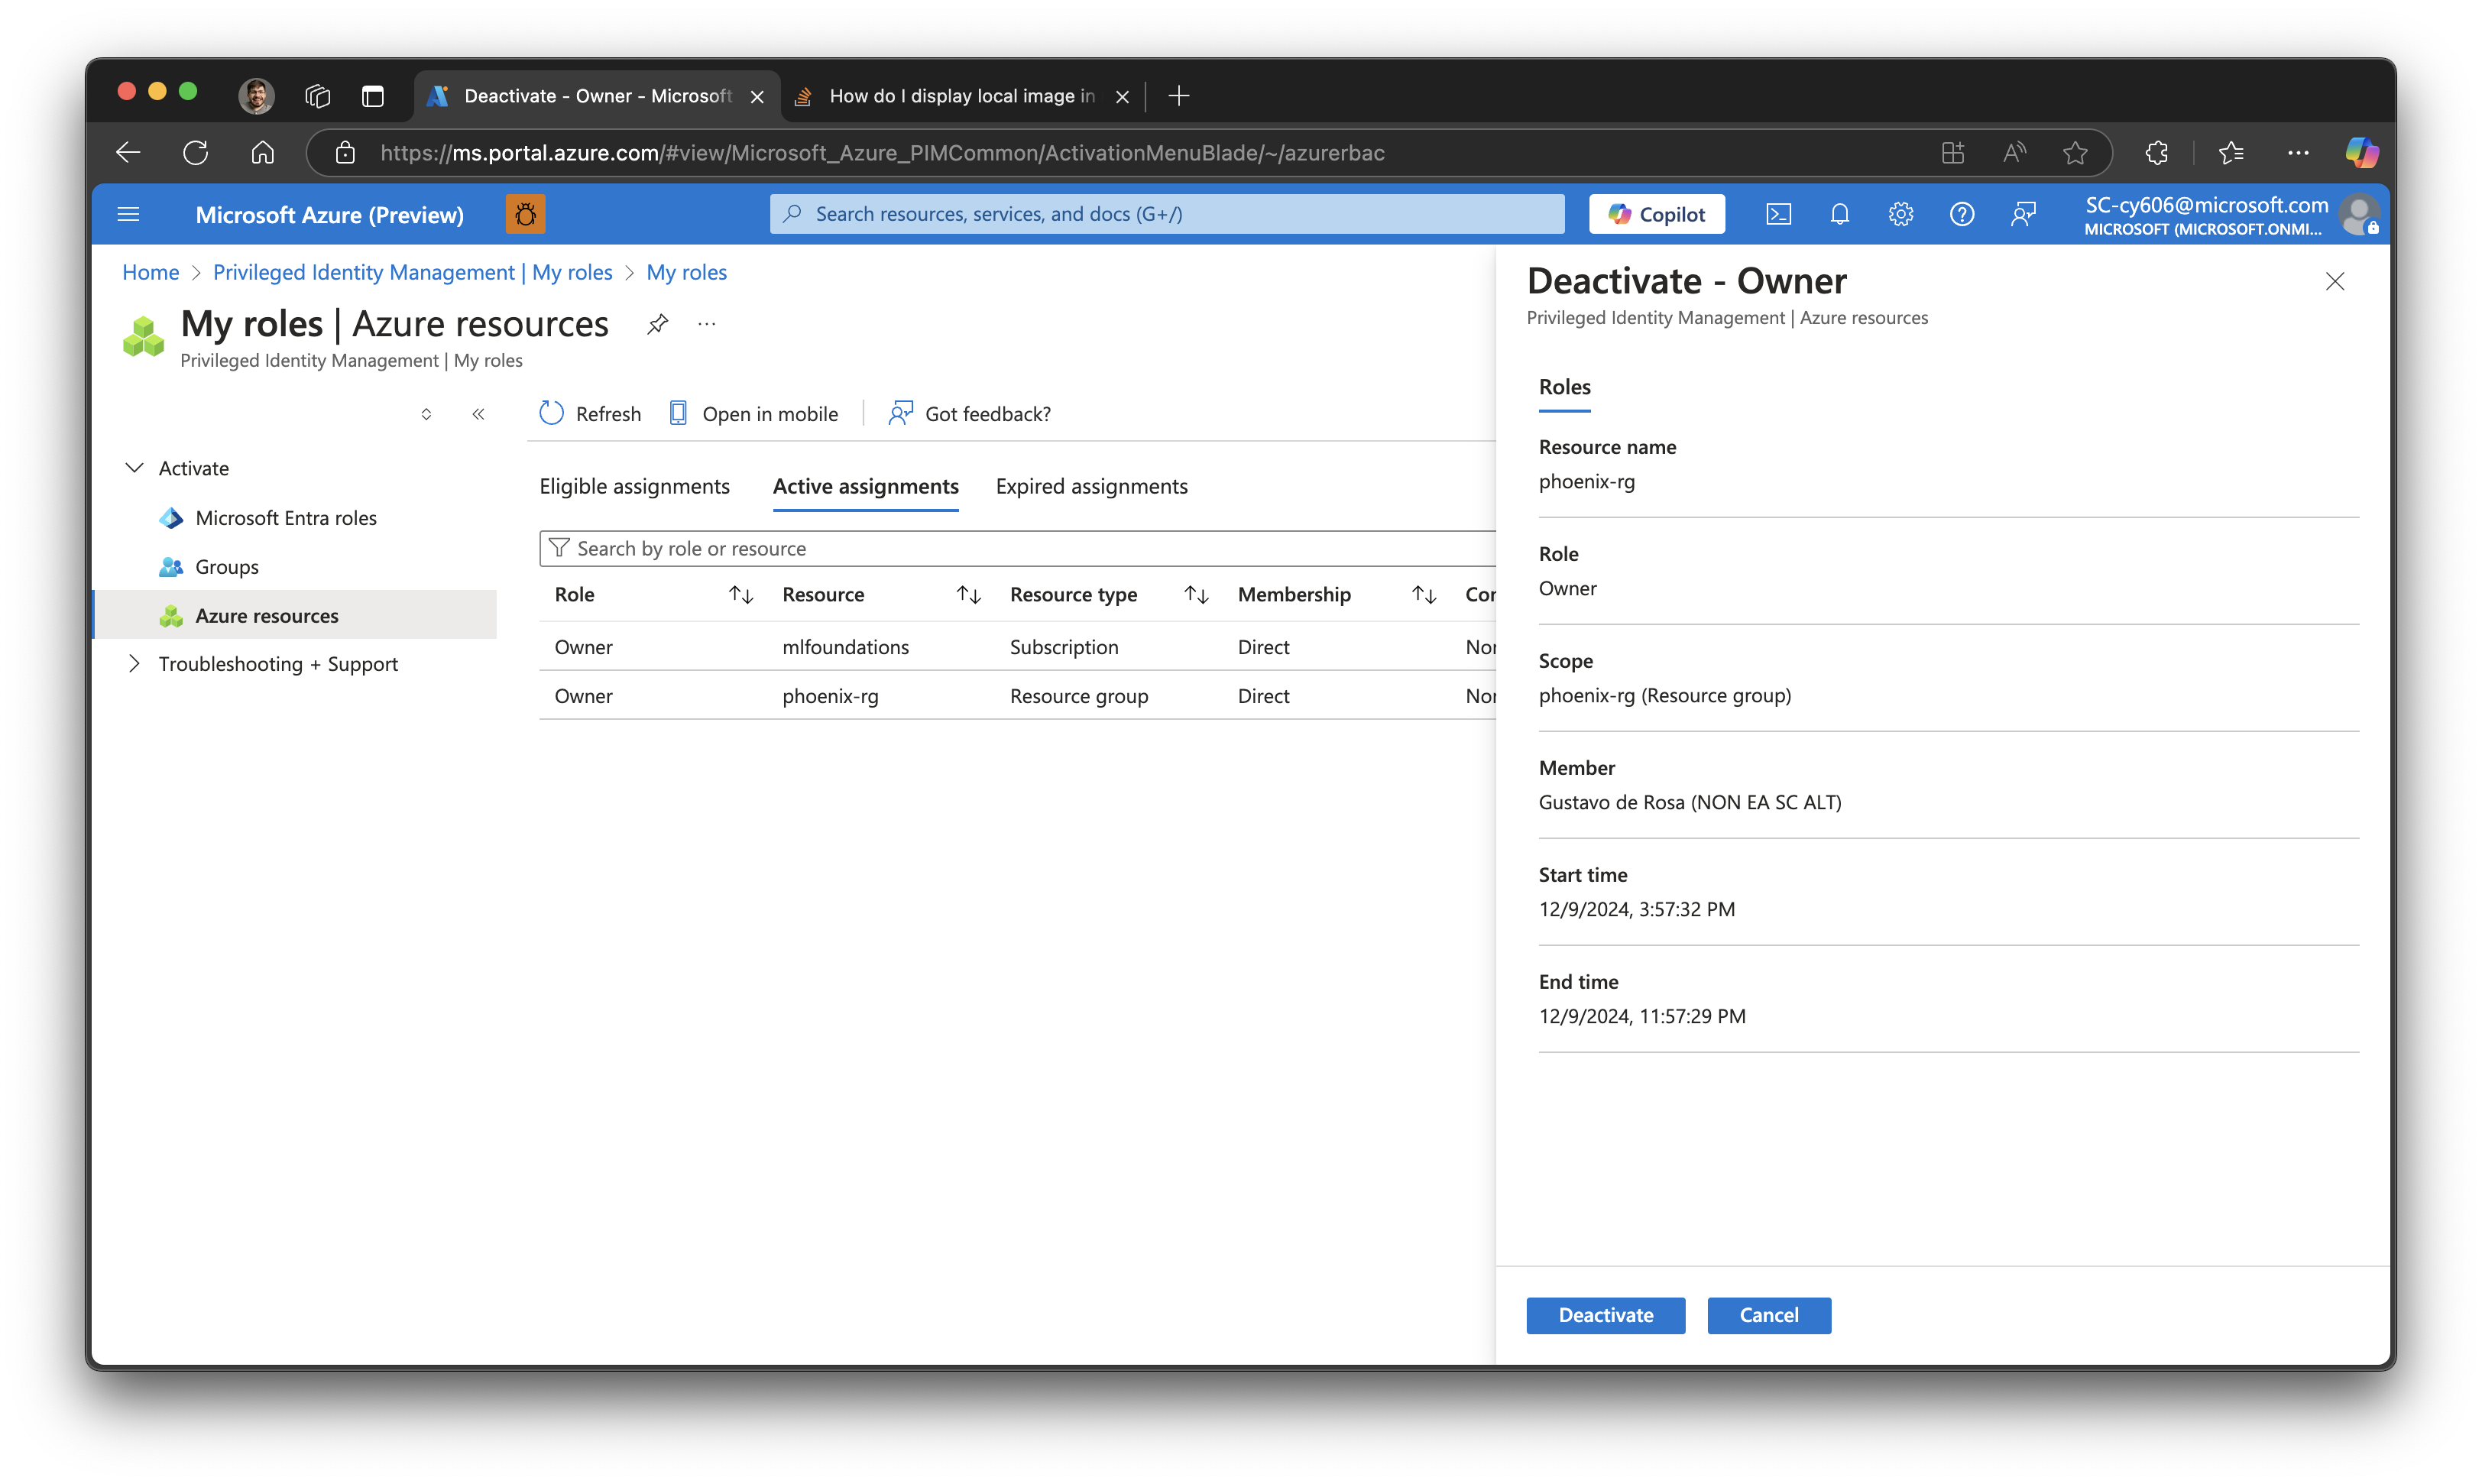 Deactivate - Owner - Microsoft
How do I display local image in
https://ms.portal.azure.com/#view/Microsoft_Azure_PIMCommon/ActivationMenuBlade/~/azurerbac
Microsoft Azure (Preview)
Search resources, services, and docs (G+/)
Copilot
SC-cy606@microsoft.com
MICROSOFT (MICROSOFT.ONMI...
Home > Privileged Identity Management | My roles > My roles
My roles | Azure resources
Privileged Identity Management | My roles
Activate
Microsoft Entra roles
Groups
Azure resources
Troubleshooting + Support
Refresh
Open in mobile
Got feedback?
Eligible assignments
Active assignments
Expired assignments
Search by role or resource
Role Resource Resource type Membership Cor
Owner mlfoundations Subscription Direct Nor
Owner phoenix-rg Resource group Direct Nor
Deactivate - Owner
Privileged Identity Management | Azure resources
Roles
Resource name
phoenix-rg
Role
Owner
Scope
phoenix-rg (Resource group)
Member
Gustavo de Rosa (NON EA SC ALT)
Start time
12/9/2024, 3:57:32 PM
End time
12/9/2024, 11:57:29 PM
Deactivate
Cancel